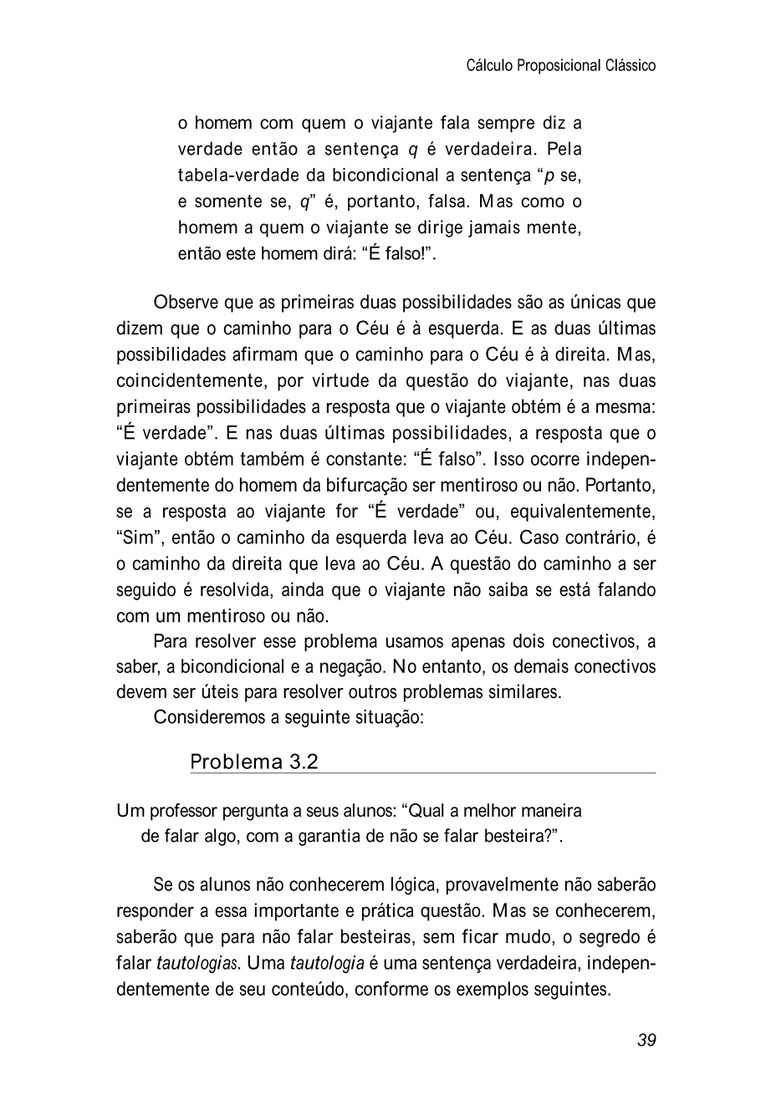 Cálculo Proposicional Clássico
o homem com quem o viajante fala sempre diz a
verdade então a sentença q é verdadeira. Pela
tabela-verdade da bicondicional a sentença “p se,
e somente se, q” é, portanto, falsa. Mas como o
homem a quem o viajante se dirige jamais mente,
então este homem dirá: “É falso!”.
Observe que as primeiras duas possibilidades são as únicas que
dizem que o caminho para o Céu é à esquerda. E as duas últimas
possibilidades afirmam que o caminho para o Céu é à direita. Mas,
coincidentemente, por virtude da questão do viajante, nas duas
primeiras possibilidades a resposta que o viajante obtém é a mesma:
“É verdade”. E nas duas últimas possibilidades, a resposta que o
viajante obtém também é constante: “É falso”. Isso ocorre indepen-
dentemente do homem da bifurcação ser mentiroso ou não. Portanto,
se a resposta ao viajante for “É verdade” ou, equivalentemente,
“Sim”, então o caminho da esquerda leva ao Céu. Caso contrário, é
o caminho da direita que leva ao Céu. A questão do caminho a ser
seguido é resolvida, ainda que o viajante não saiba se está falando
com um mentiroso ou não.
Para resolver esse problema usamos apenas dois conectivos, a
saber, a bicondicional e a negação. No entanto, os demais conectivos
devem ser úteis para resolver outros problemas similares.
Consideremos a seguinte situação:
Problema 3.2
Um professor pergunta a seus alunos: “Qual a melhor maneira
de falar algo, com a garantia de não se falar besteira?”.
Se os alunos não conhecerem lógica, provavelmente não saberão
responder a essa importante e prática questão. Mas se conhecerem,
saberão que para não falar besteiras, sem ficar mudo, o segredo é
falar tautologias. Uma tautologia é uma sentença verdadeira, indepen-
dentemente de seu conteúdo, conforme os exemplos seguintes.
39